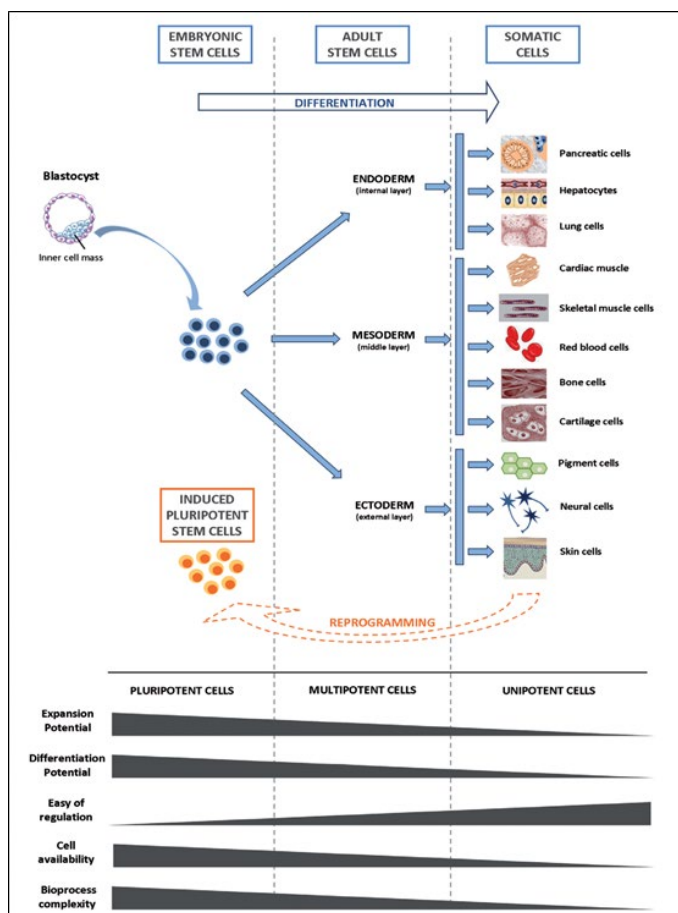 EMBRYONIC
STEM CELLS
ADULT
STEM CELLS
SOMATIC
CELLS
DIFFERENTIATION
Blastocyst
Inner cell mass
ENDODERM
(internal layer)
Pancreatic cells
Hepatocytes
Lung cells
MESODERM
(middle layer)
Cardiac muscle
Skeletal muscle cells
Red blood cells
Bone cells
Cartilage cells
ECTODERM
(external layer)
Pigment cells
Neural cells
Skin cells
INDUCED
PLURIPOTENT
STEM CELLS
REPROGRAMMING
PLURIPOTENT CELLS
MULTIPOTENT CELLS
UNIPOTENT CELLS
Expansion
Potential
Differentiation
Potential
Easy of
regulation
Cell
availability
Bioprocess
complexity